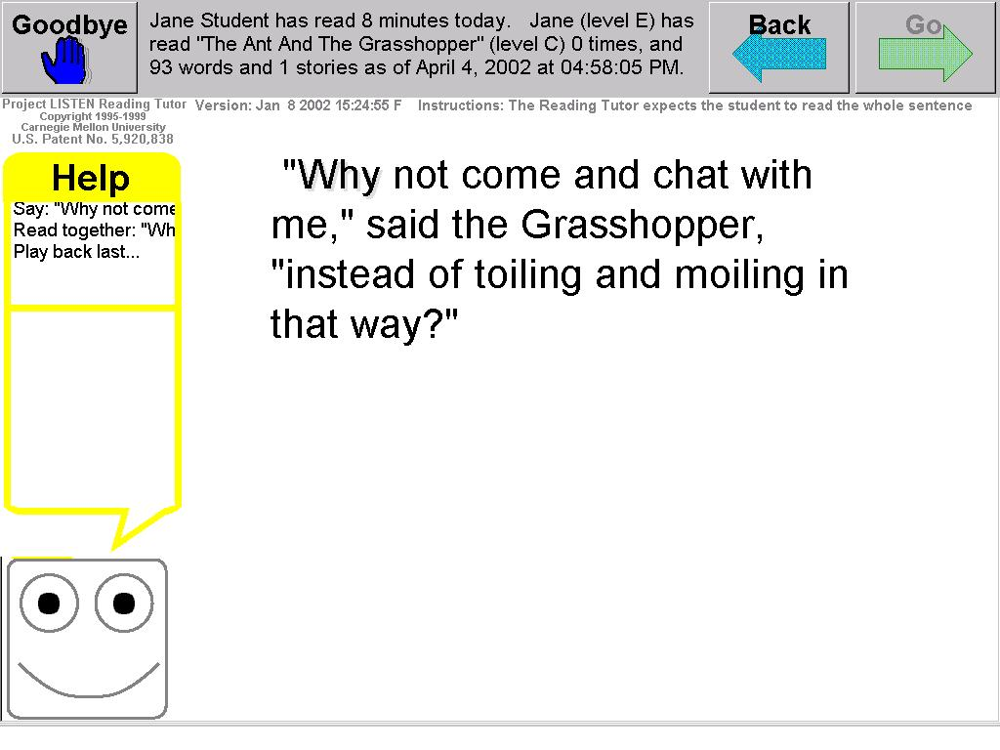 Goodbye
Jane Student has read 8 minutes today.   Jane (level E) has
read "The Ant And The Grasshopper" (level C) 0 times, and
93 words and 1 stories as of April 4, 2002 at 04:58:05 PM.
Back
Go
Project LISTEN Reading Tutor
Copyright 1995-1999
Carnegie Mellon University
U.S. Patent No. 5,920,838
Version: Jan  8 2002 15:24:55 F    Instructions: The Reading Tutor expects the student to read the whole sentence
Help
Say: "Why not come
Read together: "Wh
Play back last...
"Why not come and chat with
me," said the Grasshopper,
"instead of toiling and moiling in
that way?"